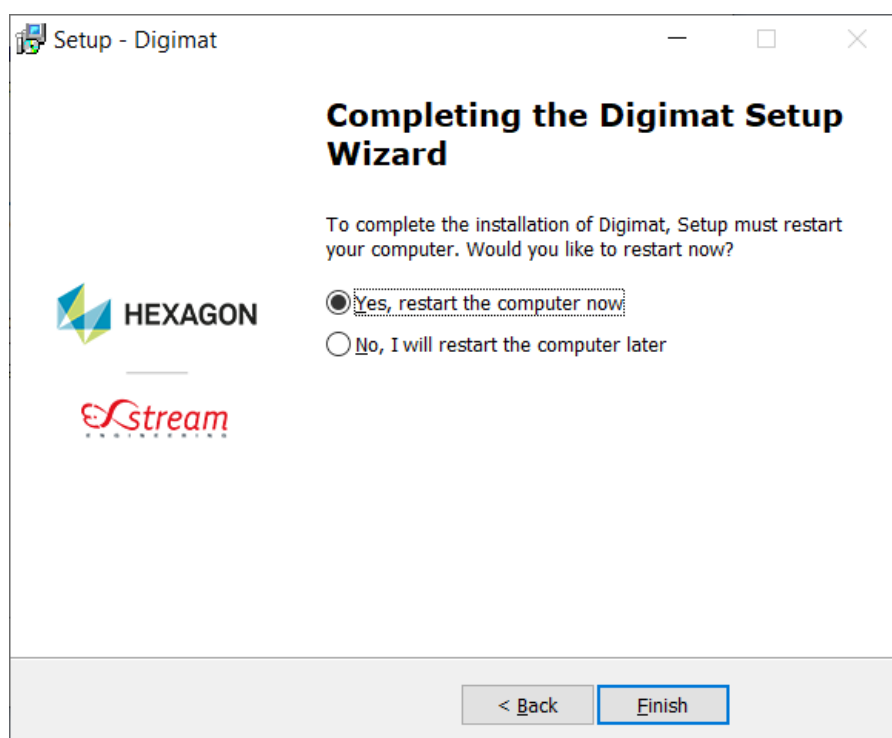 Setup - Digimat
Completing the Digimat Setup
Wizard
To complete the installation of Digimat, Setup must restart
your computer. Would you like to restart now?
Yes, restart the computer now
No, I will restart the computer later
HEXAGON
eXstream
ENGINEERING
< Back
Finish